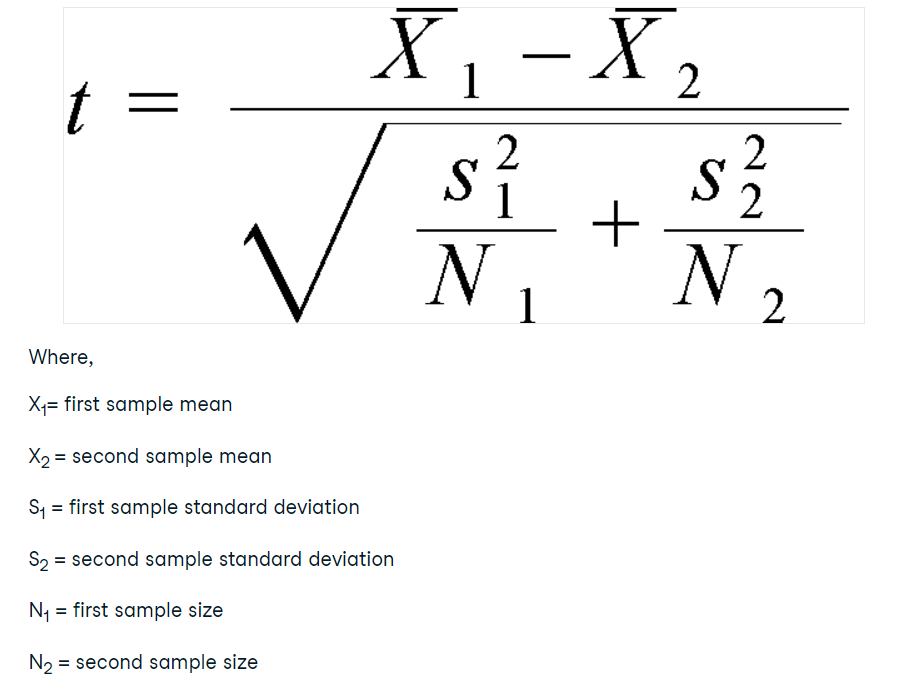 t = (X̅₁ − X̅₂) / √(s₁²/N₁ + s₂²/N₂)
Where,
X₁= first sample mean
X₂ = second sample mean
S₁ = first sample standard deviation
S₂ = second sample standard deviation
N₁ = first sample size
N₂ = second sample size